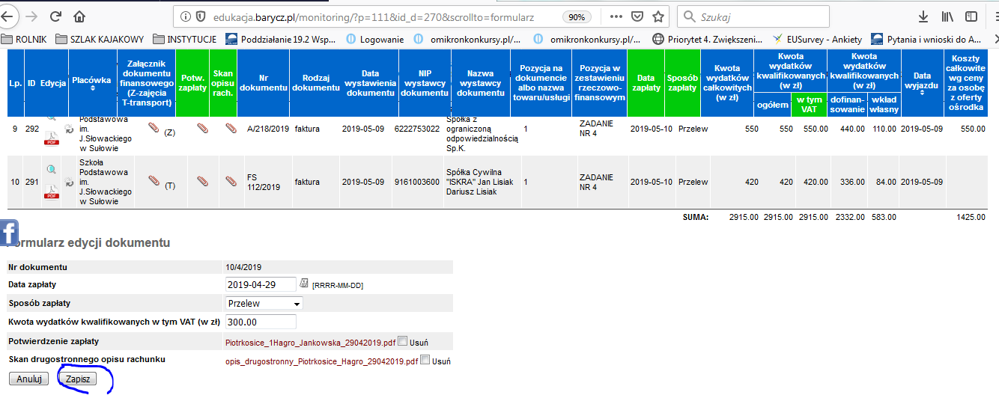 edukacja.barycz.pl/monitoring/?p=111&id_d=270&scrollto=formularz 90% Szukaj
ROLNIK SZLAK KAJAKOWY INSTYTUCJE Poddziałanie 19.2 Wsp... Logowanie omikronkonkursy.pl/... omikronkonkursy.pl/... Priorytet 4. Zwiększeni... EUSurvey - Ankiety Pytania i wnioski do A...
Lp. ID Edycja Placówka Załącznik dokumentu finansowego (Z-zajęcia T-transport) Potw. zapłaty Skan opisu rach. Nr dokumentu Rodzaj dokumentu Data wystawienia dokumentu NIP wystawcy dokumentu Nazwa wystawcy dokumentu Pozycja na dokumencie albo nazwa towaru/usługi Pozycja w zestawieniu rzeczowo-finansowym Data zapłaty Sposób zapłaty Kwota wydatków całkowitych (w zł) Kwota wydatków kwalifikowanych (w zł) ogółem w tym VAT Kwota wydatków kwalifikowanych (w zł) dofinan-sowanie wkład własny Data wyjazdu Koszty całkowite wg ceny za osobę z oferty ośrodka
9 292 PDF Podstawowa im. J.Słowackiego w Sułowie (Z) A/218/2019 faktura 2019-05-09 6222753022 Spółka z ograniczoną odpowiedzialnością Sp.K. 1 ZADANIE NR 4 2019-05-10 Przelew 550 550 550.00 440.00 110.00 2019-05-09 550.00
10 291 PDF Szkoła Podstawowa im. J.Słowackiego w Sułowie (T) FS 112/2019 faktura 2019-05-09 9161003600 Spółka Cywilna "ISKRA" Jan Lisiak Dariusz Lisiak 1 ZADANIE NR 4 2019-05-10 Przelew 420 420 420.00 336.00 84.00 2019-05-09
SUMA: 2915.00 2915.00 2915.00 2332.00 583.00 1425.00
f
ormularz edycji dokumentu
Nr dokumentu 10/4/2019
Data zapłaty 2019-04-29 [RRRR-MM-DD]
Sposób zapłaty Przelew
Kwota wydatków kwalifikowanych w tym VAT (w zł) 300.00
Potwierdzenie zapłaty Piotrkosice_1Hagro_Jankowska_29042019.pdf Usuń
Skan drugostronnego opisu rachunku opis_drugostronny_Piotrkosice_Hagro_29042019.pdf Usuń
Anuluj Zapisz